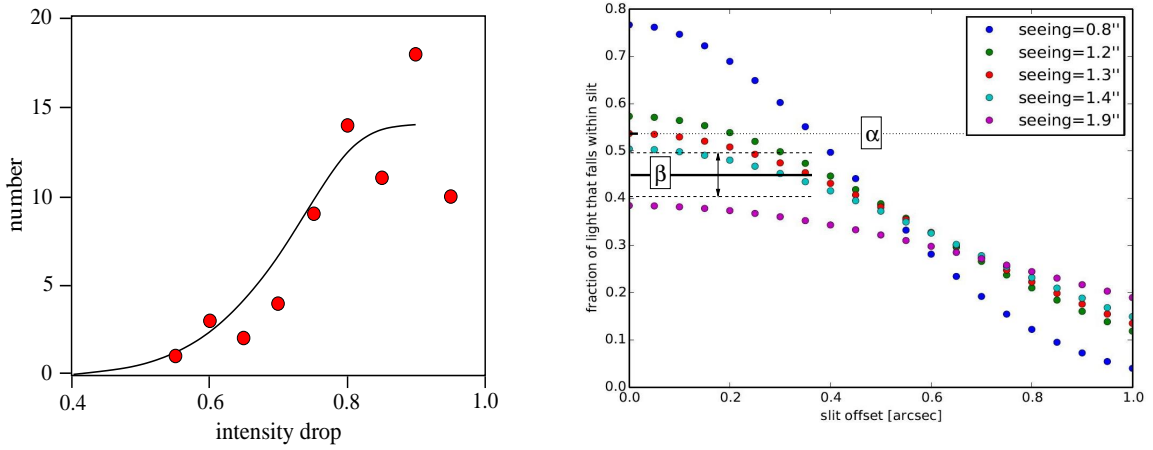 20
15
10
5
0
number
0.4 0.6 0.8 1.0
intensity drop
0.8
0.7
0.6
0.5
0.4
0.3
0.2
0.1
0.0
fraction of light that falls within slit
seeing=0.8''
seeing=1.2''
seeing=1.3''
seeing=1.4''
seeing=1.9''
α
β
0.0 0.2 0.4 0.6 0.8 1.0
slit offset [arcsec]